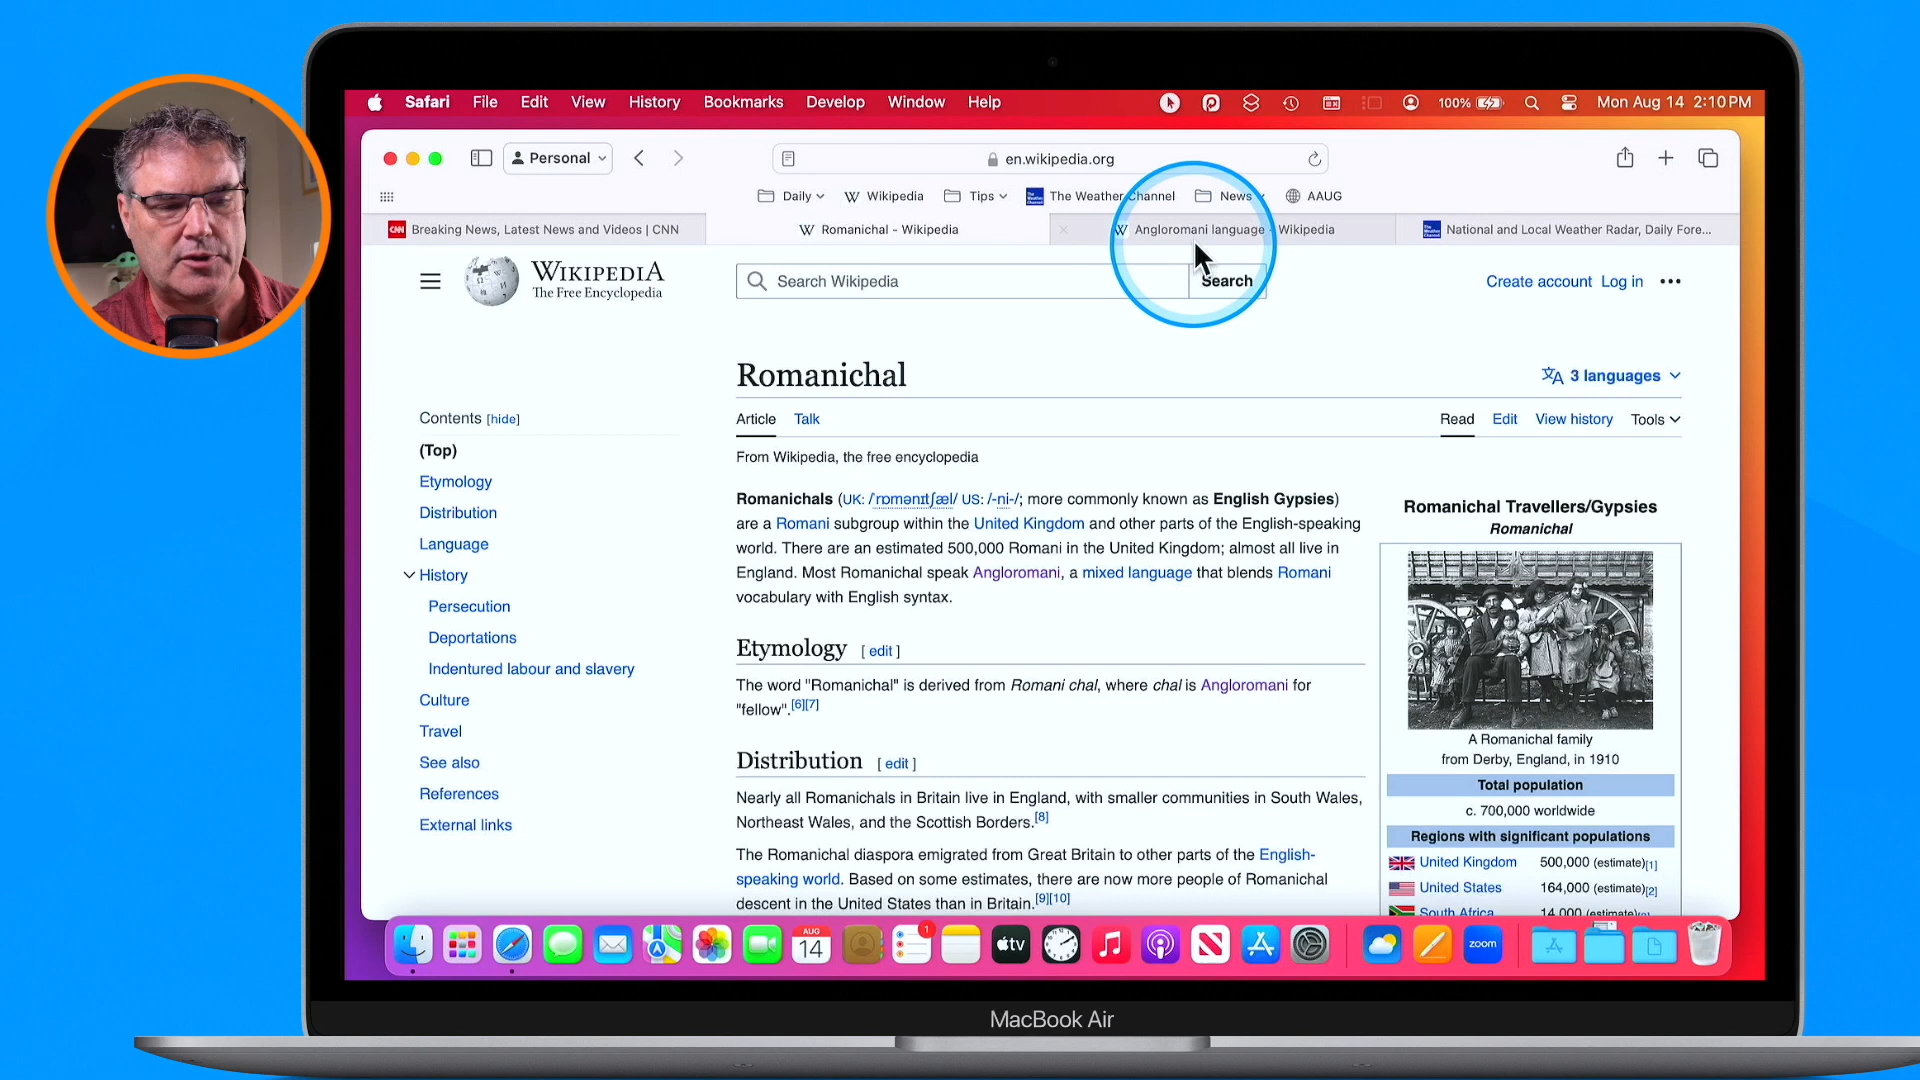 Safari File Edit View History Bookmarks Develop Window Help
100% Mon Aug 14 2:10 PM
Personal
en.wikipedia.org
Daily Wikipedia Tips The Weather Channel News AAUG
CNN Breaking News, Latest News and Videos | CNN
W Romanichal - Wikipedia
W Angloromani language - Wikipedia
National and Local Weather Radar, Daily Fore...
WIKIPEDIA
The Free Encyclopedia
Search Wikipedia
Search
Create account Log in
Romanichal
3 languages
Article Talk
Read Edit View history Tools
From Wikipedia, the free encyclopedia
Contents [hide]
(Top)
Etymology
Distribution
Language
History
Persecution
Deportations
Indentured labour and slavery
Culture
Travel
See also
References
External links
Romanichals (UK: /ˈrɒmənɪtʃæl/ US: /-ni-/; more commonly known as English Gypsies)
are a Romani subgroup within the United Kingdom and other parts of the English-speaking
world. There are an estimated 500,000 Romani in the United Kingdom; almost all live in
England. Most Romanichal speak Angloromani, a mixed language that blends Romani
vocabulary with English syntax.
Etymology [ edit ]
The word "Romanichal" is derived from Romani chal, where chal is Angloromani for
"fellow".[6][7]
Distribution [ edit ]
Nearly all Romanichals in Britain live in England, with smaller communities in South Wales,
Northeast Wales, and the Scottish Borders.[8]
The Romanichal diaspora emigrated from Great Britain to other parts of the English-
speaking world. Based on some estimates, there are now more people of Romanichal
descent in the United States than in Britain.[9][10]
Romanichal Travellers/Gypsies
Romanichal
A Romanichal family
from Derby, England, in 1910
Total population
c. 700,000 worldwide
Regions with significant populations
United Kingdom 500,000 (estimate)[1]
United States 164,000 (estimate)[2]
South Africa 14,000 (estimate)
AUG
14
1
tv
zoom
MacBook Air